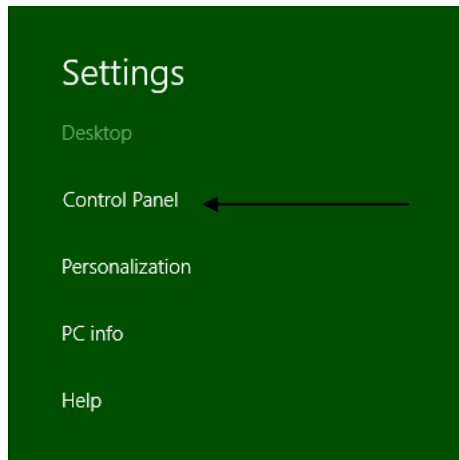 Settings
Desktop
Control Panel
Personalization
PC info
Help